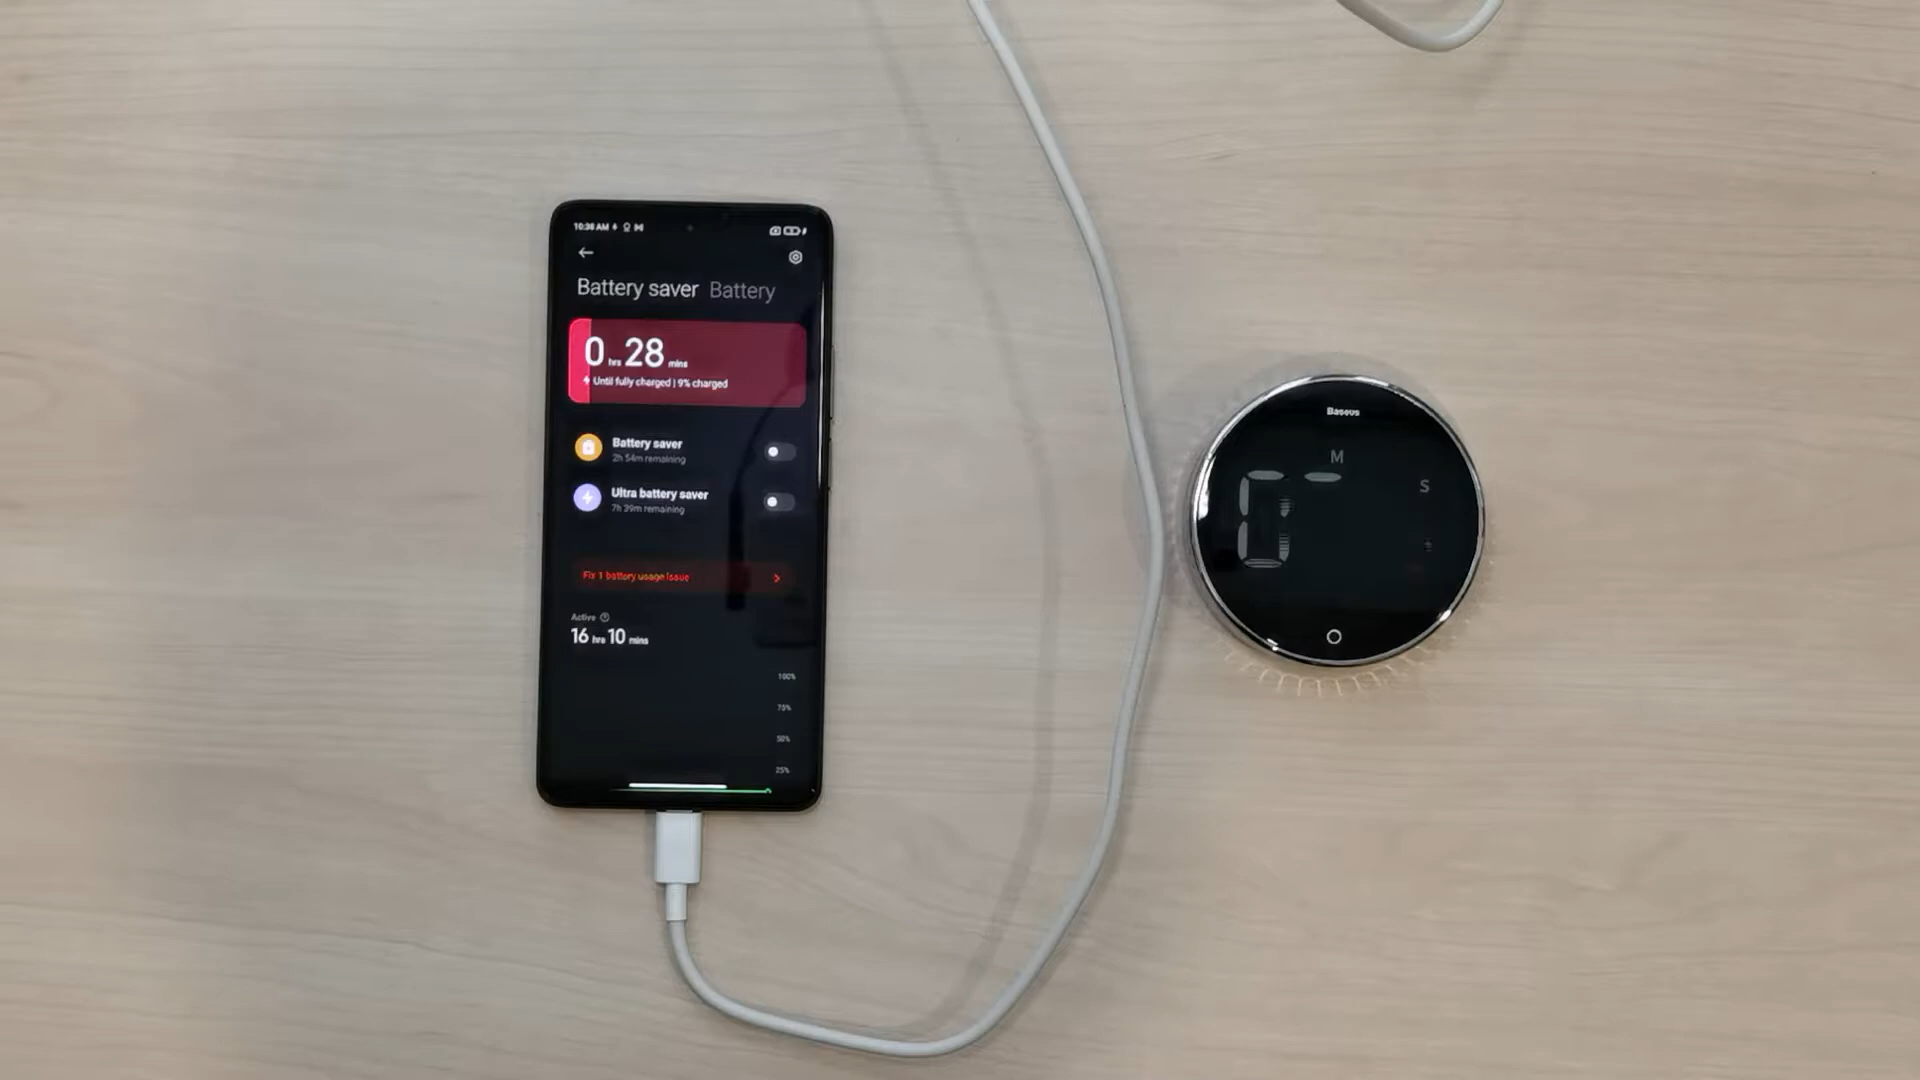 10:38 AM
Battery saver Battery
0 hrs 28 mins
Until fully charged | 9% charged
Battery saver
2h 54m remaining
Ultra battery saver
7h 39m remaining
Fix 1 battery usage issue
Active
16 hrs 10 mins
100%
75%
50%
25%
Baseus
M
S